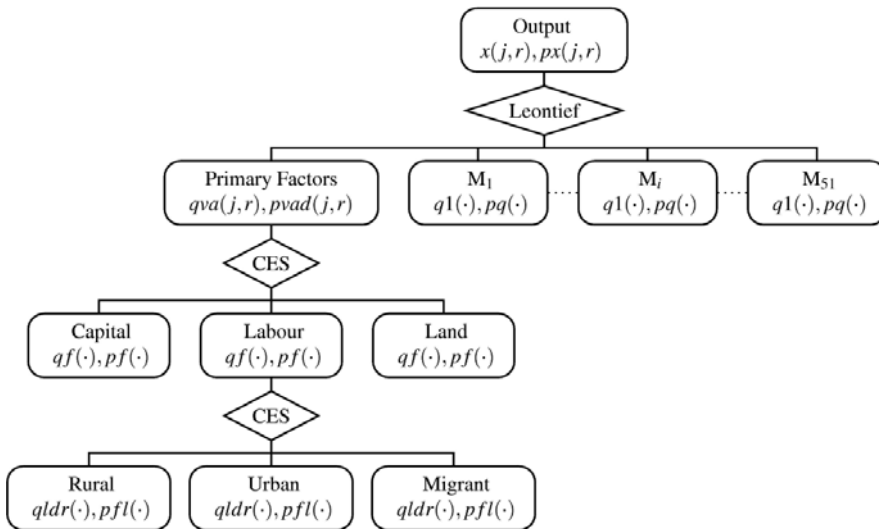 Output
x(j,r), px(j,r)
Leontief
Primary Factors
qva(j,r), pvad(j,r)
M₁
q1(·), pq(·)
Mᵢ
q1(·), pq(·)
M₅₁
q1(·), pq(·)
CES
Capital
qf(·), pf(·)
Labour
qf(·), pf(·)
Land
qf(·), pf(·)
CES
Rural
qldr(·), pfl(·)
Urban
qldr(·), pfl(·)
Migrant
qldr(·), pfl(·)